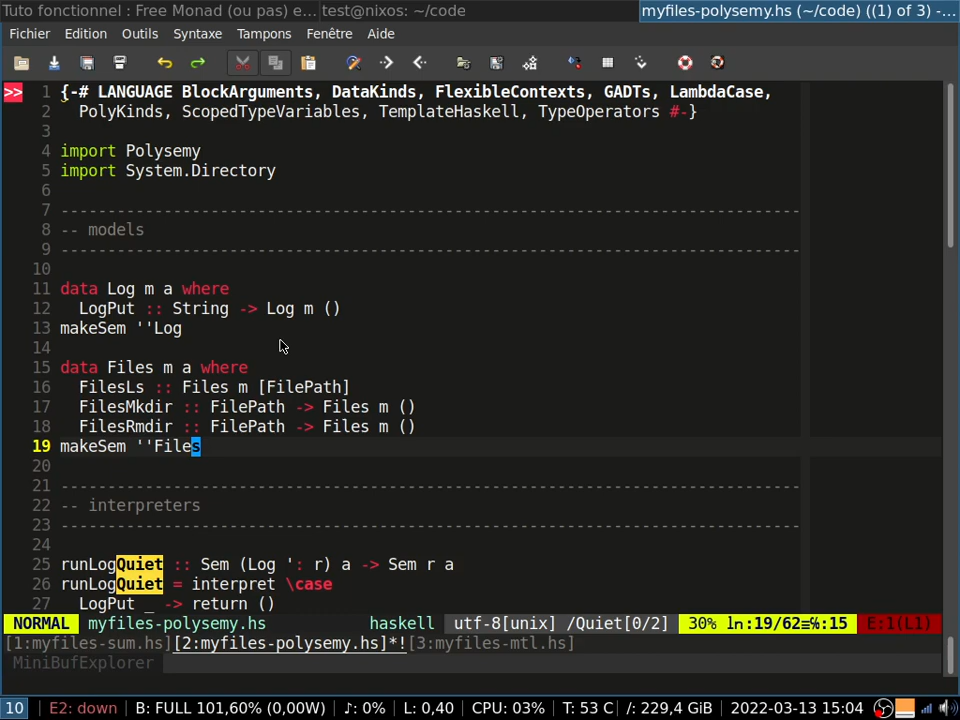 Tuto fonctionnel : Free Monad (ou pas) e... test@nixos: ~/code myfiles-polysemy.hs (~/code) ((1) of 3) -...
Fichier Edition Outils Syntaxe Tampons Fenêtre Aide
>> 1 {-# LANGUAGE BlockArguments, DataKinds, FlexibleContexts, GADTs, LambdaCase,
2 PolyKinds, ScopedTypeVariables, TemplateHaskell, TypeOperators #-}
3
4 import Polysemy
5 import System.Directory
6
7 -------------------------------------------------------------------------------
8 -- models
9 -------------------------------------------------------------------------------
10
11 data Log m a where
12 LogPut :: String -> Log m ()
13 makeSem ''Log
14
15 data Files m a where
16 FilesLs :: Files m [FilePath]
17 FilesMkdir :: FilePath -> Files m ()
18 FilesRmdir :: FilePath -> Files m ()
19 makeSem ''Files
20
21 -------------------------------------------------------------------------------
22 -- interpreters
23 -------------------------------------------------------------------------------
24
25 runLogQuiet :: Sem (Log ': r) a -> Sem r a
26 runLogQuiet = interpret \case
27 LogPut _ -> return ()
NORMAL myfiles-polysemy.hs haskell utf-8[unix] /Quiet[0/2] 30% ln:19/62≡℅:15 E:1(L1)
[1:myfiles-sum.hs][2:myfiles-polysemy.hs]*![3:myfiles-mtl.hs]
MiniBufExplorer
10 E2: down B: FULL 101,60% (0,00W) ♪: 0% L: 0,40 CPU: 03% T: 53 C /: 229,4 GiB 2022-03-13 15:04